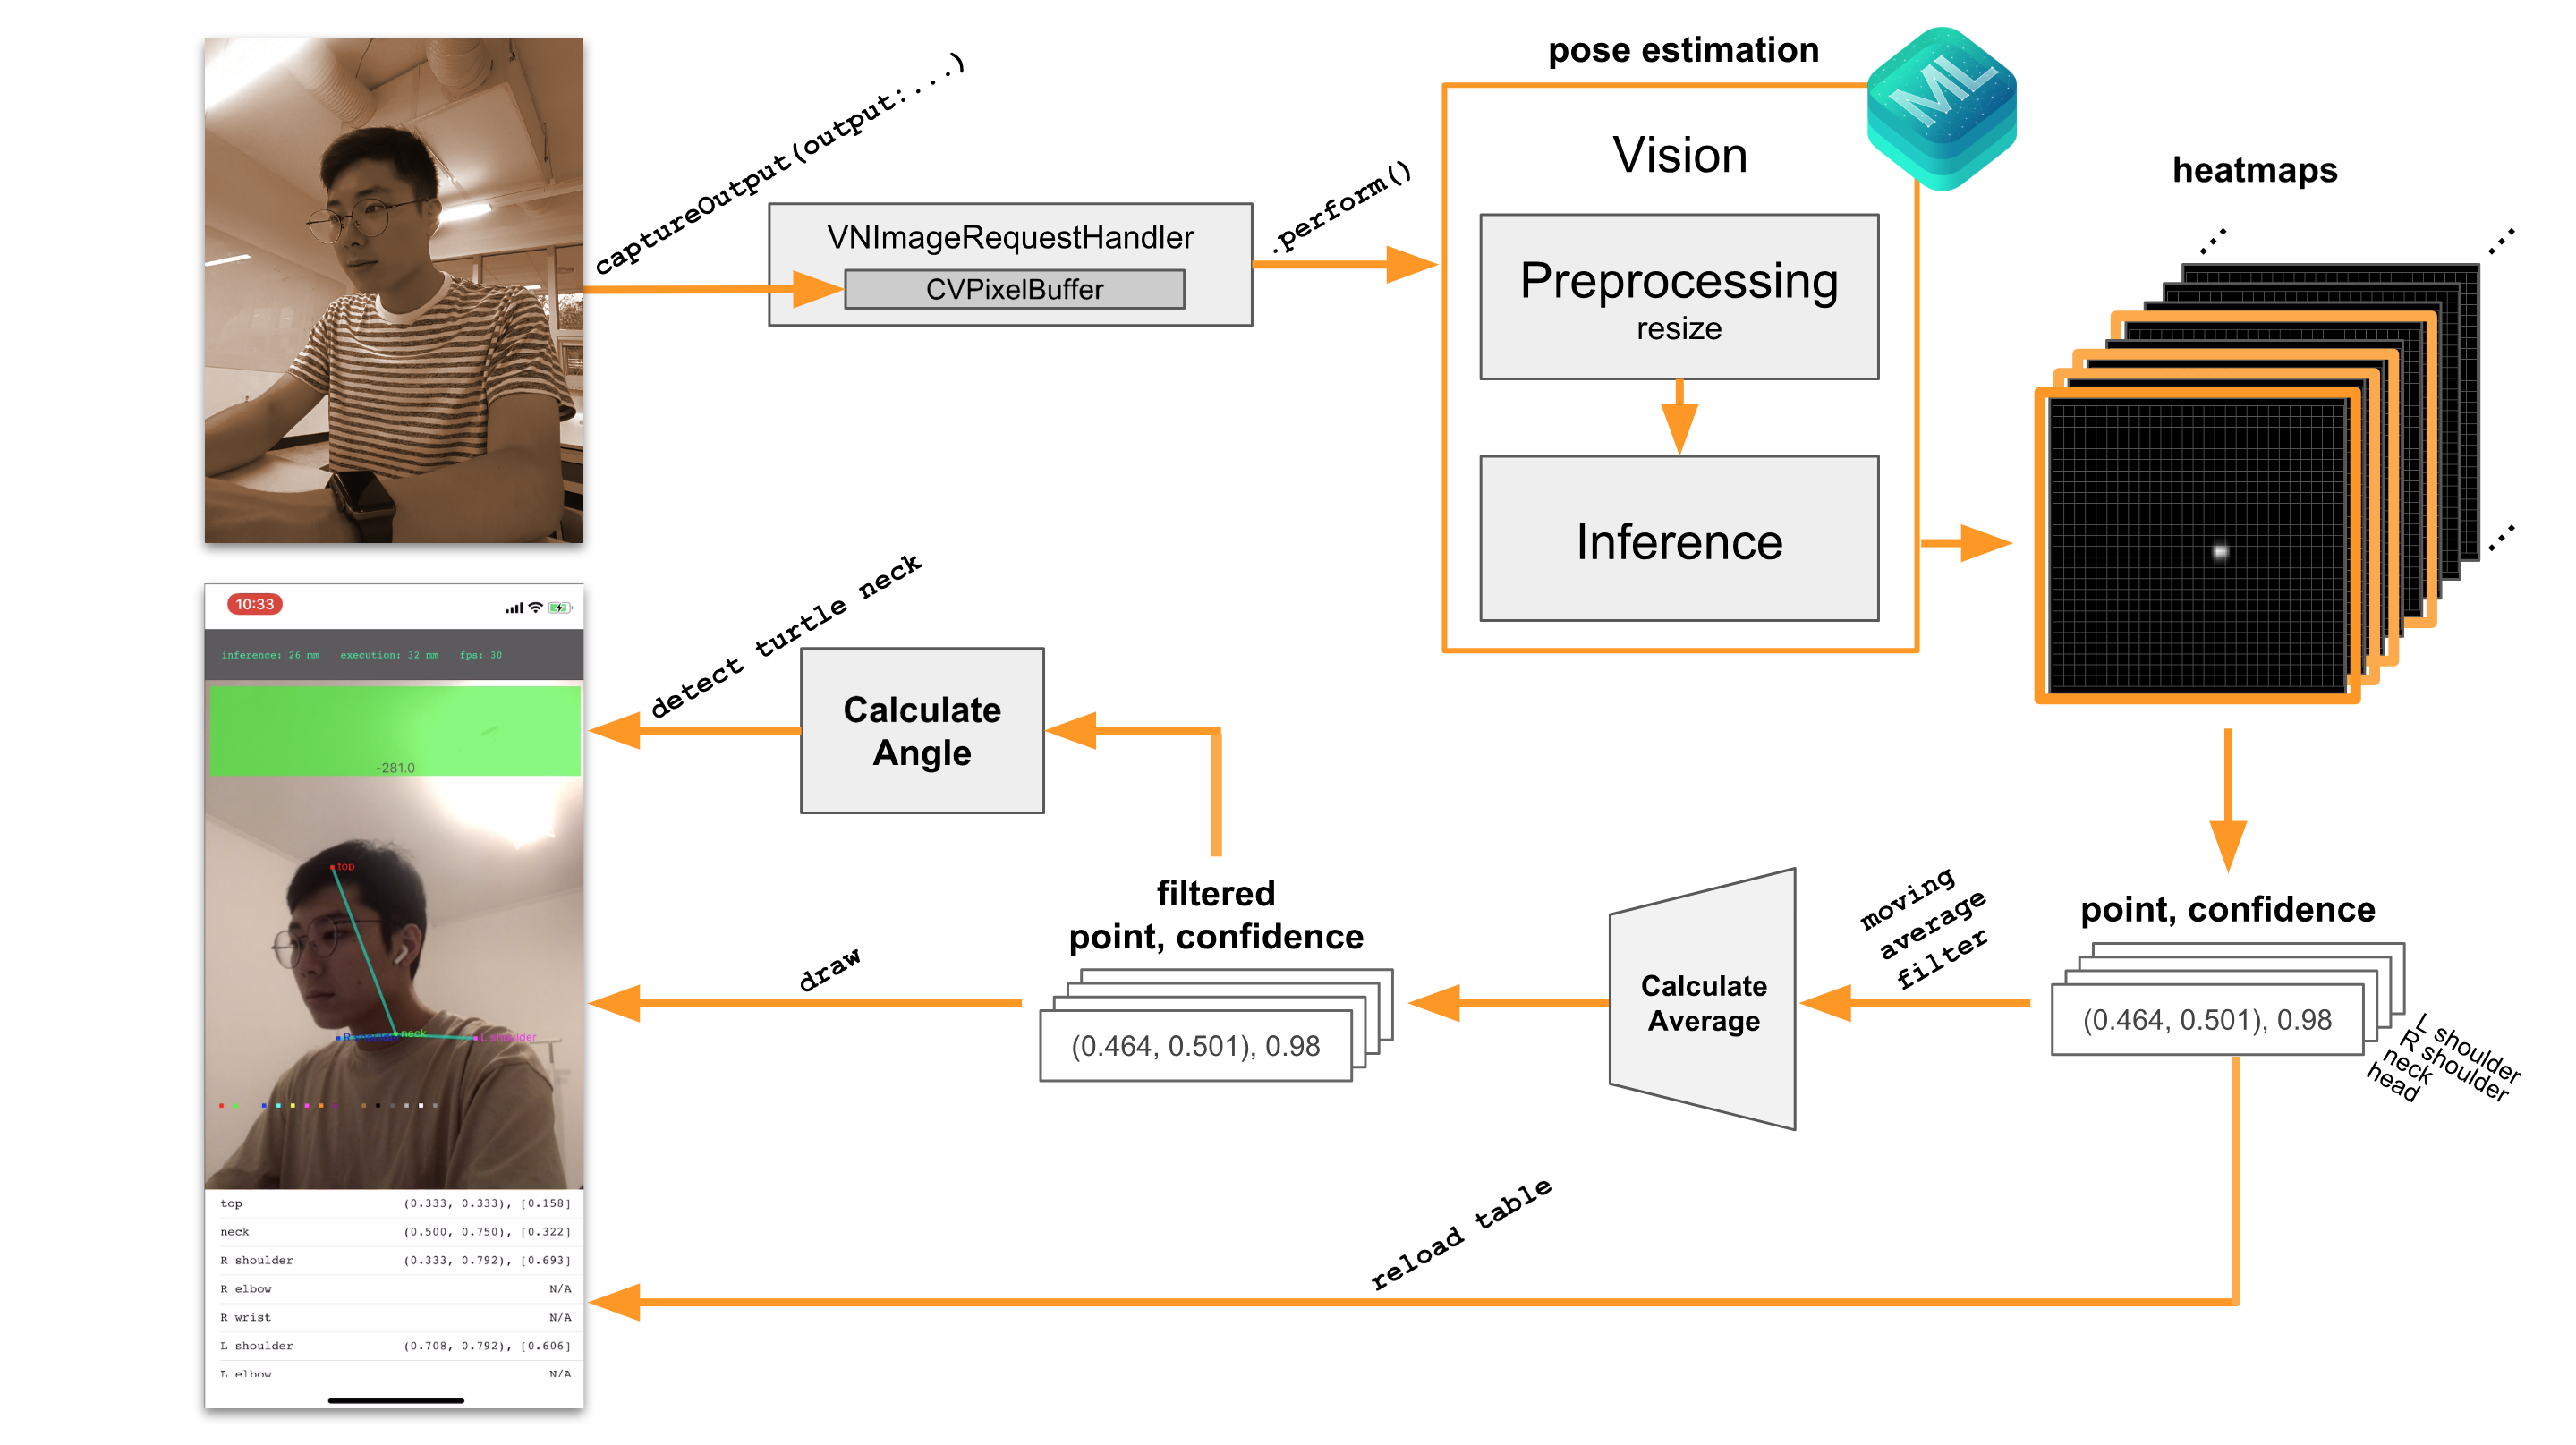 captureOutput(output:...)
VNImageRequestHandler
CVPixelBuffer
.perform()
pose estimation
ML
Vision
Preprocessing
resize
Inference
heatmaps
point, confidence
(0.464, 0.501), 0.98
L shoulder
R shoulder
neck
head
moving
average
filter
Calculate
Average
filtered
point, confidence
(0.464, 0.501), 0.98
Calculate
Angle
detect turtle neck
draw
reload table
10:33
inference: 26 mm execution: 32 mm fps: 30
-281.0
top
neck
R shoulder
L shoulder
top (0.333, 0.333), [0.158]
neck (0.500, 0.750), [0.322]
R shoulder (0.333, 0.792), [0.693]
R elbow N/A
R wrist N/A
L shoulder (0.708, 0.792), [0.606]
L elbow N/A